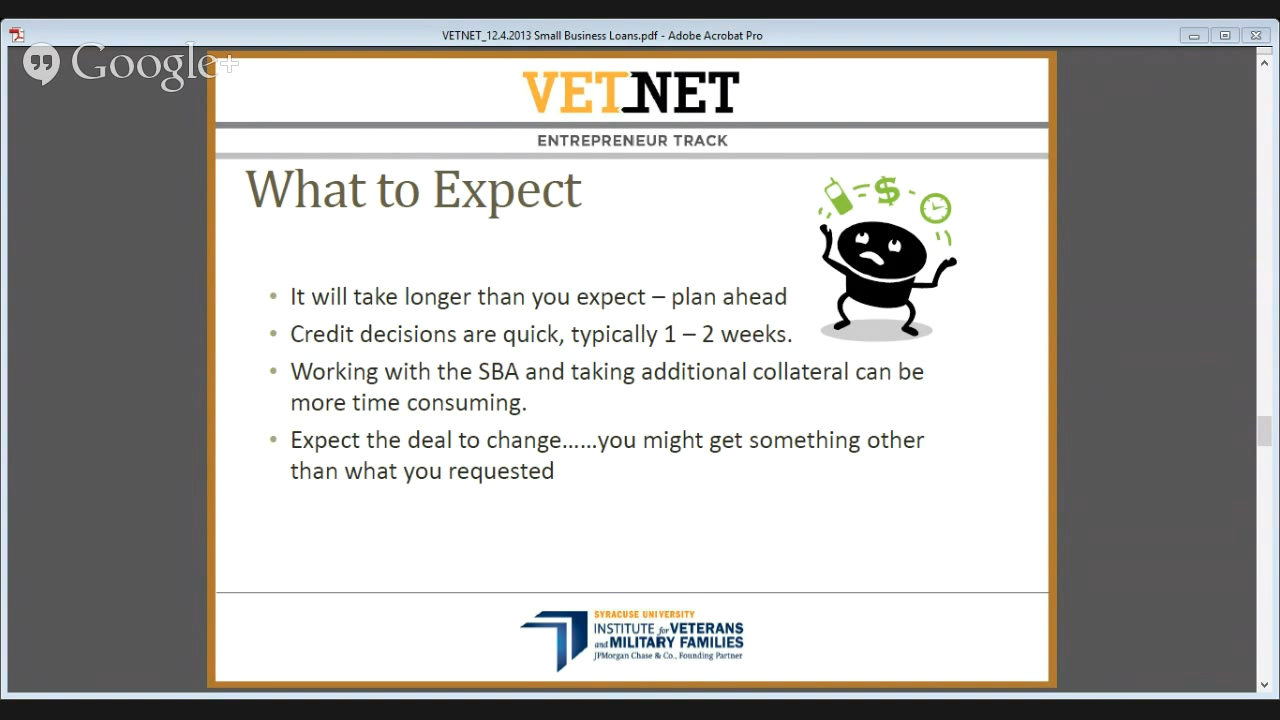 VETNET_12.4.2013 Small Business Loans.pdf - Adobe Acrobat Pro
Google+
VETNET
ENTREPRENEUR TRACK
What to Expect
$
• It will take longer than you expect – plan ahead
• Credit decisions are quick, typically 1 – 2 weeks.
• Working with the SBA and taking additional collateral can be
more time consuming.
• Expect the deal to change......you might get something other
than what you requested
SYRACUSE UNIVERSITY
INSTITUTE for VETERANS
and MILITARY FAMILIES
JPMorgan Chase & Co., Founding Partner